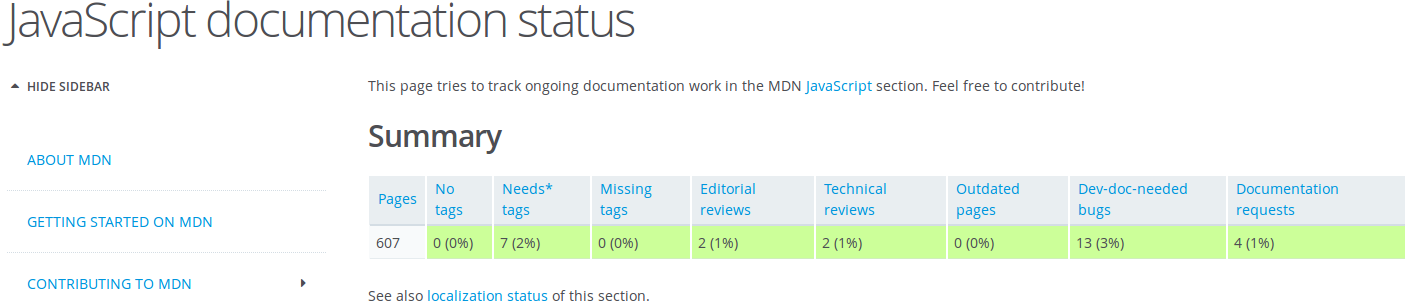 JavaScript documentation status
HIDE SIDEBAR
ABOUT MDN
GETTING STARTED ON MDN
CONTRIBUTING TO MDN
This page tries to track ongoing documentation work in the MDN JavaScript section. Feel free to contribute!
Summary
Pages No tags Needs* tags Missing tags Editorial reviews Technical reviews Outdated pages Dev-doc-needed bugs Documentation requests
607 0 (0%) 7 (2%) 0 (0%) 2 (1%) 2 (1%) 0 (0%) 13 (3%) 4 (1%)
See also localization status of this section.